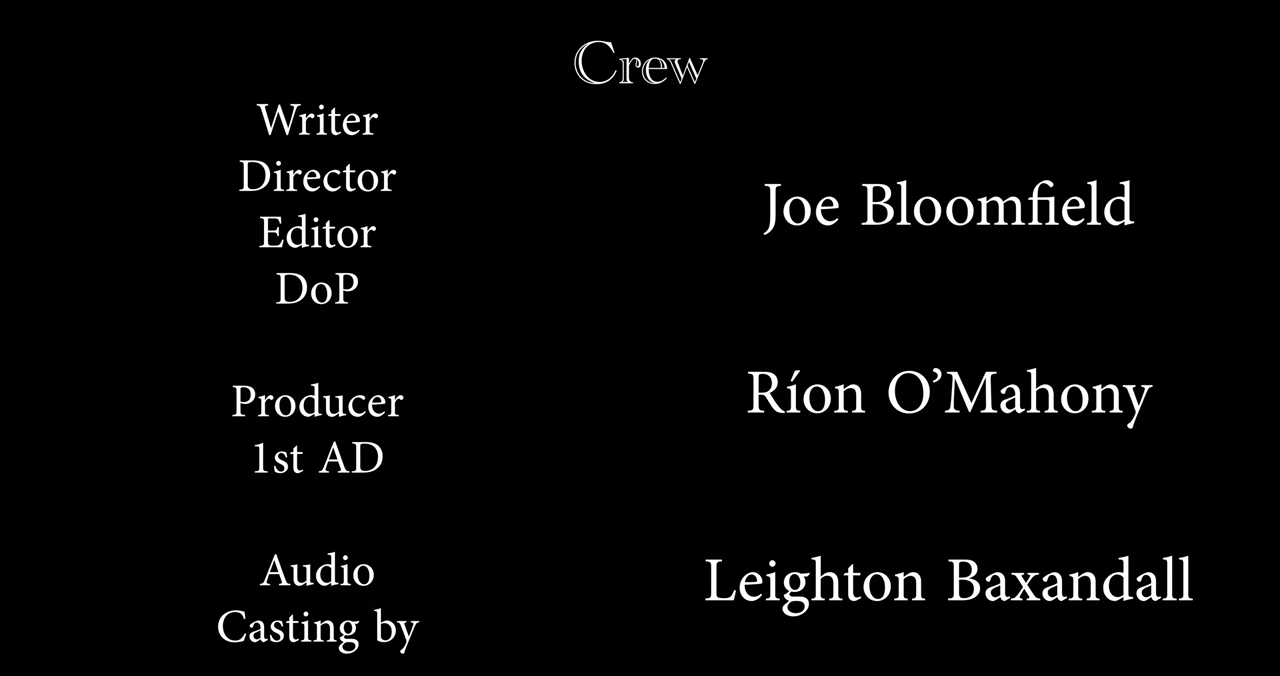 Crew
Writer
Director
Editor
DoP
Joe Bloomfield
Producer
1st AD
Ríon O’Mahony
Audio
Casting by
Leighton Baxandall